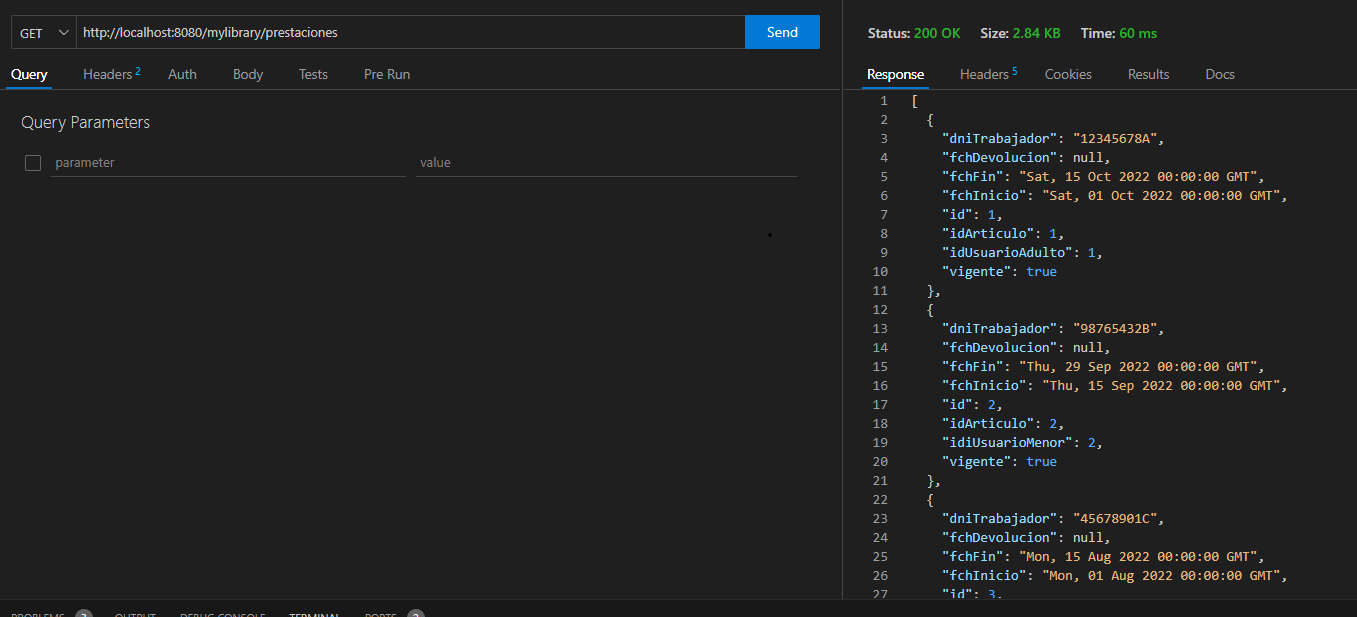 GET http://localhost:8080/mylibrary/prestaciones Send
Query Headers 2 Auth Body Tests Pre Run
Query Parameters
parameter value
Status: 200 OK Size: 2.84 KB Time: 60 ms
Response Headers 5 Cookies Results Docs
1 [
2 {
3 "dniTrabajador": "12345678A",
4 "fchDevolucion": null,
5 "fchFin": "Sat, 15 Oct 2022 00:00:00 GMT",
6 "fchInicio": "Sat, 01 Oct 2022 00:00:00 GMT",
7 "id": 1,
8 "idArticulo": 1,
9 "idUsuarioAdulto": 1,
10 "vigente": true
11 },
12 {
13 "dniTrabajador": "98765432B",
14 "fchDevolucion": null,
15 "fchFin": "Thu, 29 Sep 2022 00:00:00 GMT",
16 "fchInicio": "Thu, 15 Sep 2022 00:00:00 GMT",
17 "id": 2,
18 "idArticulo": 2,
19 "idiUsuarioMenor": 2,
20 "vigente": true
21 },
22 {
23 "dniTrabajador": "45678901C",
24 "fchDevolucion": null,
25 "fchFin": "Mon, 15 Aug 2022 00:00:00 GMT",
26 "fchInicio": "Mon, 01 Aug 2022 00:00:00 GMT",
27 "id": 3,
PROBLEMS OUTPUT DEBUG CONSOLE TERMINAL PORTS